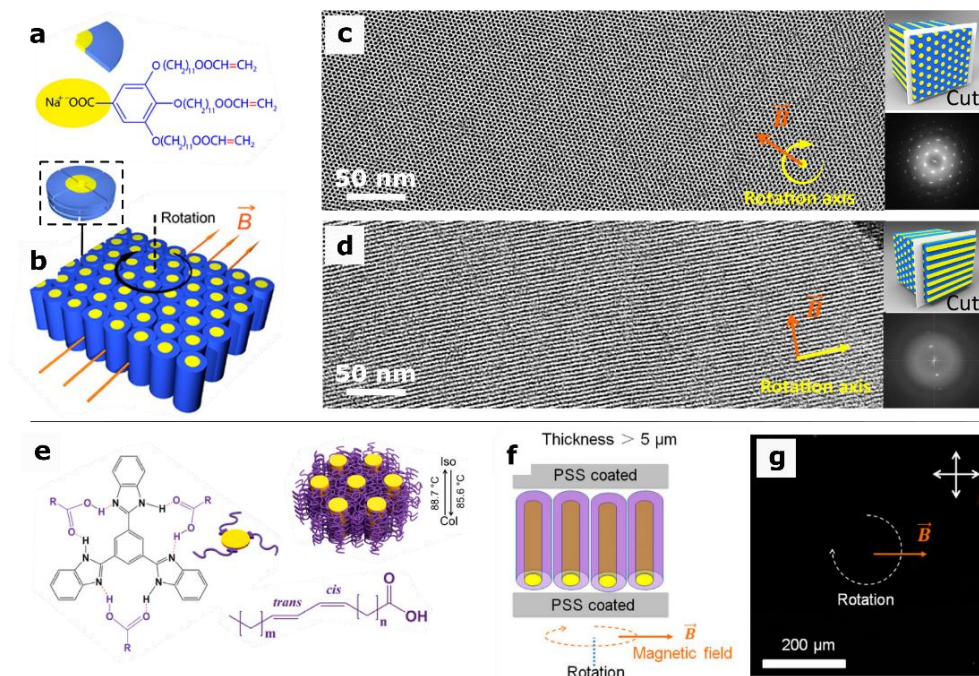 a
O(CH2)11OOCH=CH2
Na+ -OOC
O(CH2)11OOCH=CH2
O(CH2)11OOCH=CH2
Rotation
B
b
c
B
50 nm
Rotation axis
Cut
d
B
50 nm
Rotation axis
Cut
e
R
O
H
O
N
N
H
O
H
O
R
H
N
O
H
N
N
N
H
H
O
O
R
Iso
88.7 °C
85.6 °C
Col
trans
cis
O
OH
m
n
f
Thickness > 5 μm
PSS coated
PSS coated
B
Magnetic field
Rotation
g
B
Rotation
200 μm